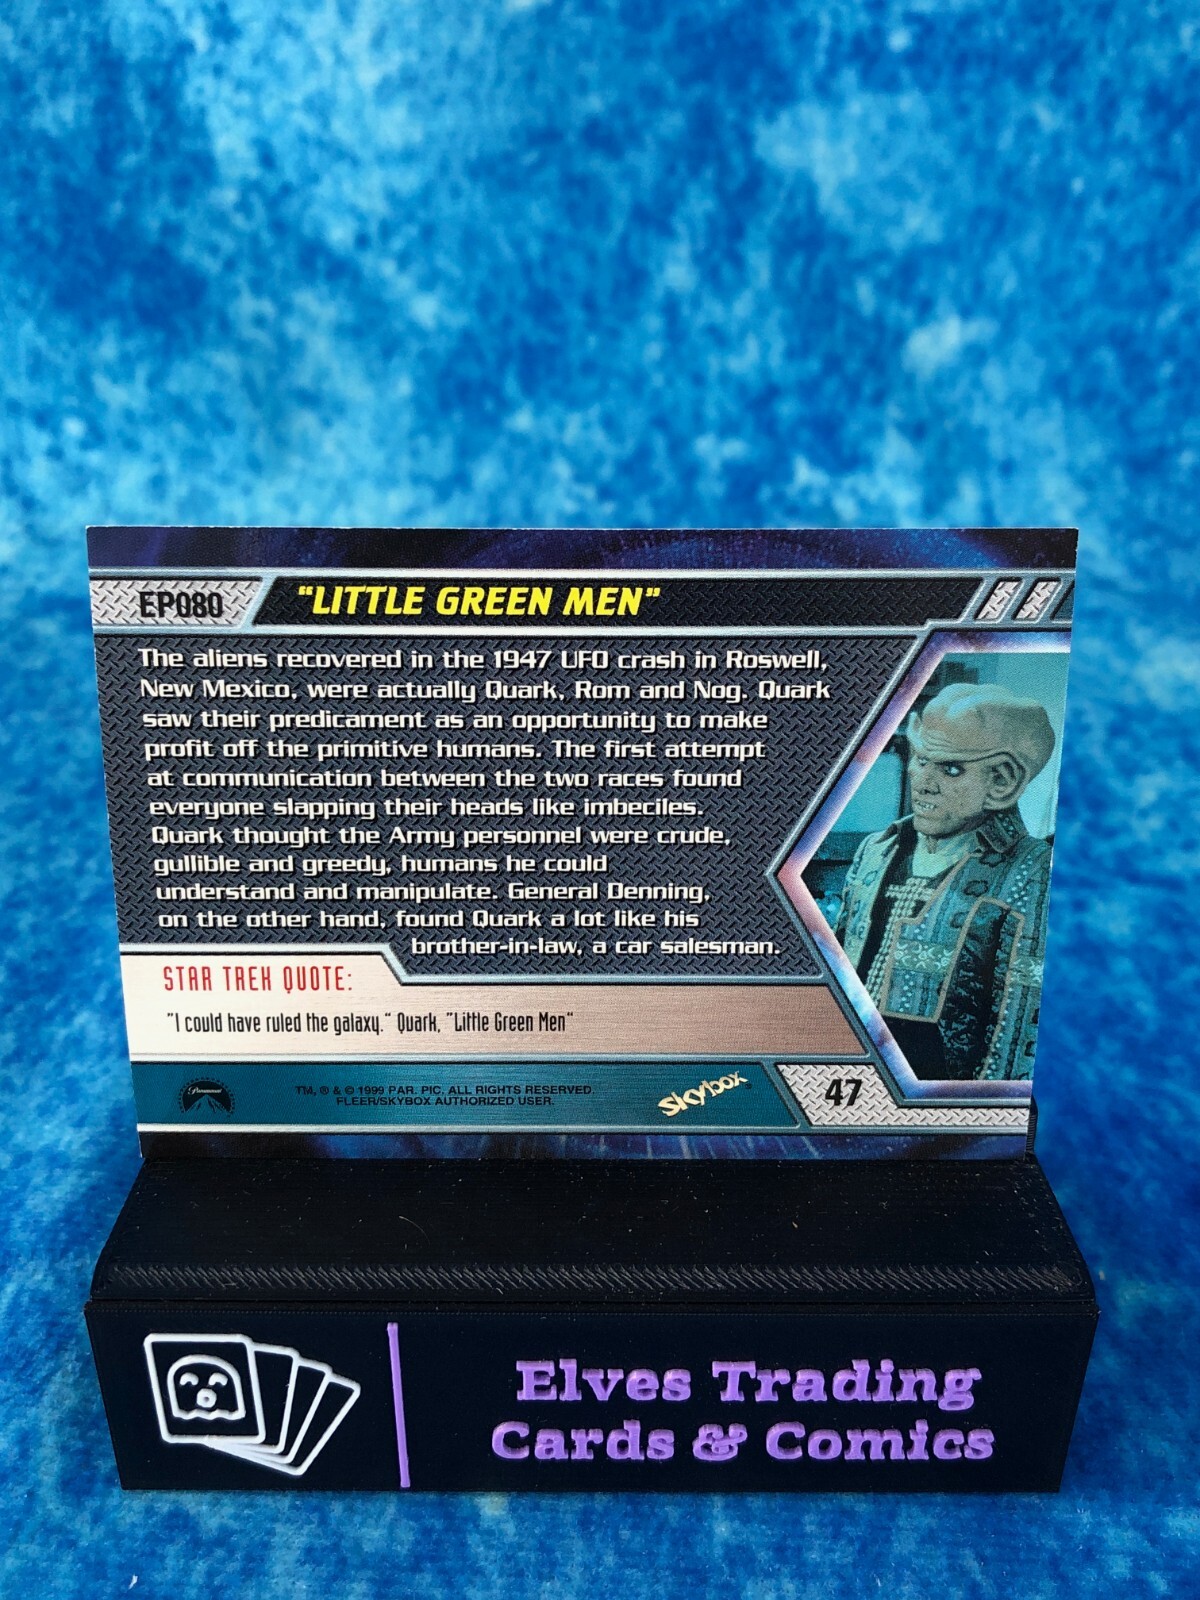 EP080
"LITTLE GREEN MEN"
The aliens recovered in the 1947 UFO crash in Roswell,
New Mexico, were actually Quark, Rom and Nog. Quark
saw their predicament as an opportunity to make
profit off the primitive humans. The first attempt
at communication between the two races found
everyone slapping their heads like imbeciles.
Quark thought the Army personnel were crude,
gullible and greedy, humans he could
understand and manipulate. General Denning,
on the other hand, found Quark a lot like his
brother-in-law, a car salesman.
STAR TREK QUOTE:
"I could have ruled the galaxy." Quark, "Little Green Men"
Paramount
TM, ® & © 1999 PAR. PIC. ALL RIGHTS RESERVED.
FLEER/SKYBOX AUTHORIZED USER.
skybox
47
Elves Trading
Cards & Comics